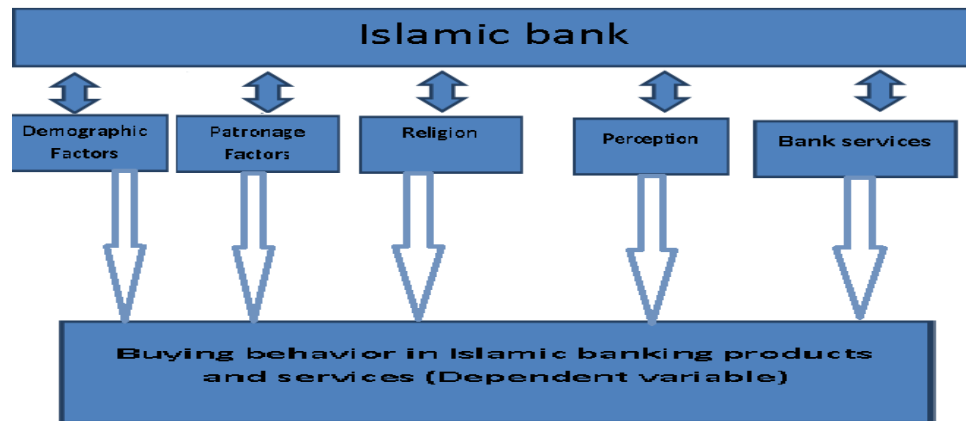 Islamic bank
Demographic
Factors
Patronage
Factors
Religion
Perception
Bank services
Buying behavior in Islamic banking products
and services (Dependent variable)